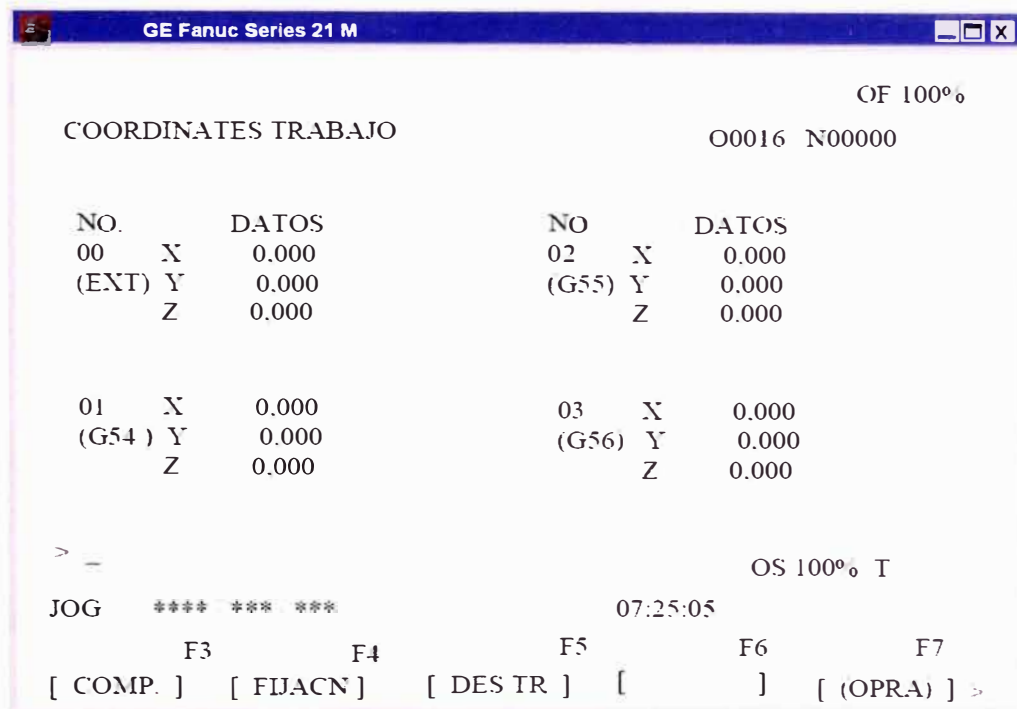 GE Fanuc Series 21 M
OF 100%
COORDINATES TRABAJO
O0016 N00000
NO. DATOS NO DATOS
00 X 0.000 02 X 0.000
(EXT) Y 0.000 (G55) Y 0.000
Z 0.000 Z 0.000
01 X 0.000 03 X 0.000
(G54 ) Y 0.000 (G56) Y 0.000
Z 0.000 Z 0.000
> _
OS 100% T
JOG **** *** *** 07:25:05
F3 F4 F5 F6 F7
[ COMP. ] [ FIJACN ] [ DES TR ] [ ] [ (OPRA) ] >